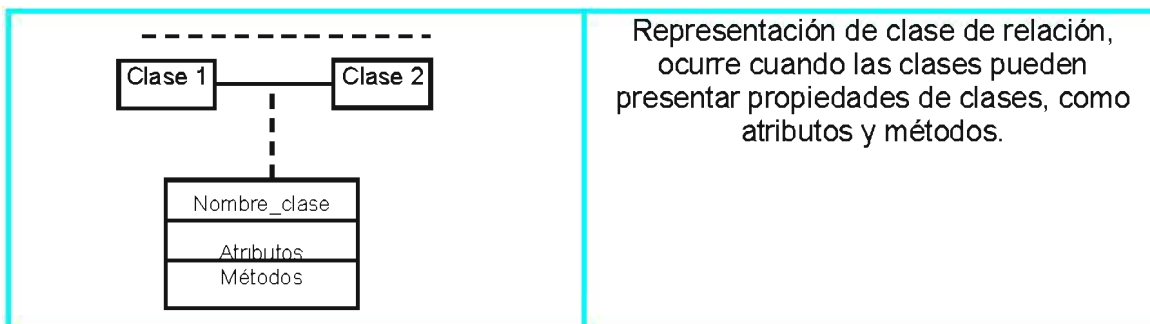 Clase 1
Clase 2
Nombre_clase
Atributos
Métodos
Representación de clase de relación,
ocurre cuando las clases pueden
presentar propiedades de clases, como
atributos y métodos.